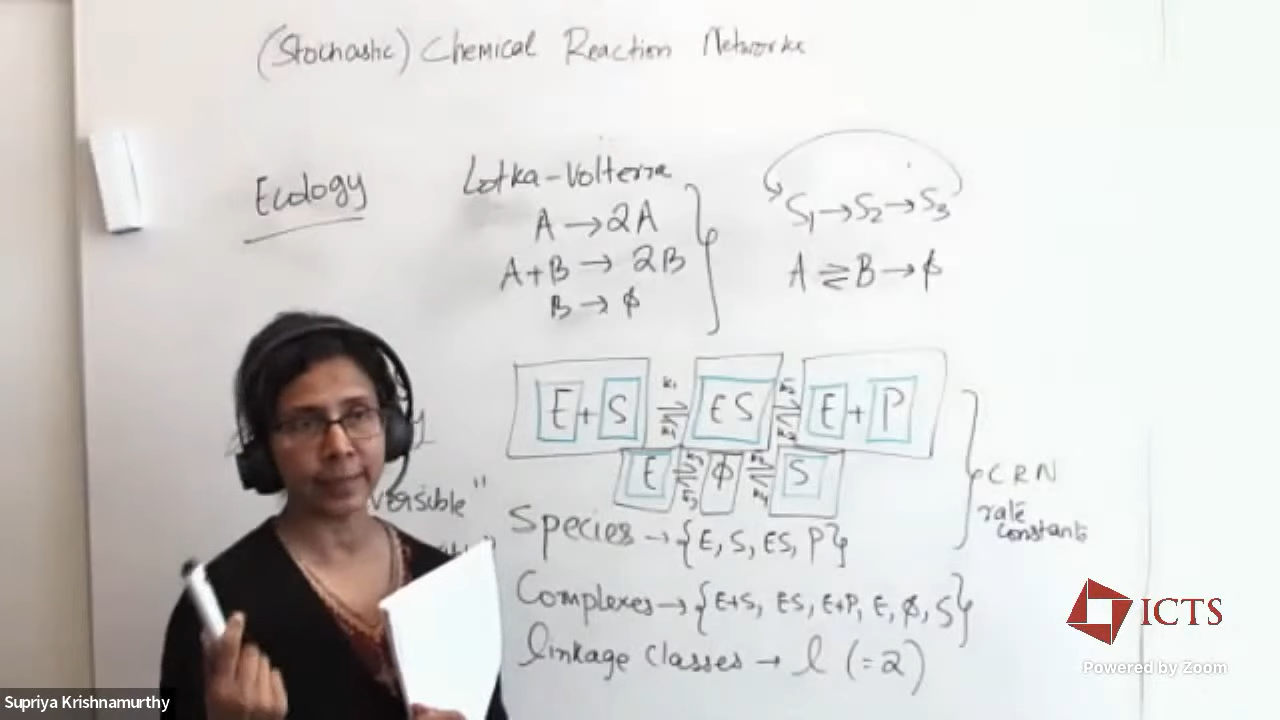 (Stochastic) Chemical Reaction Networks
Ecology
Lotka-Volterra
A → 2A
A+B → 2B
B → ϕ
S₁ → S₂ → S₃
A ⇌ B → ϕ
E + S ⇌ ES ⇌ E + P
E ⇌ ϕ ⇌ S
CRN
rate
constants
versible"
Species → {E, S, ES, P}
Complexes → {E+S, ES, E+P, E, ϕ, S}
linkage classes → l (=2)
ICTS
Powered by Zoom
Supriya Krishnamurthy